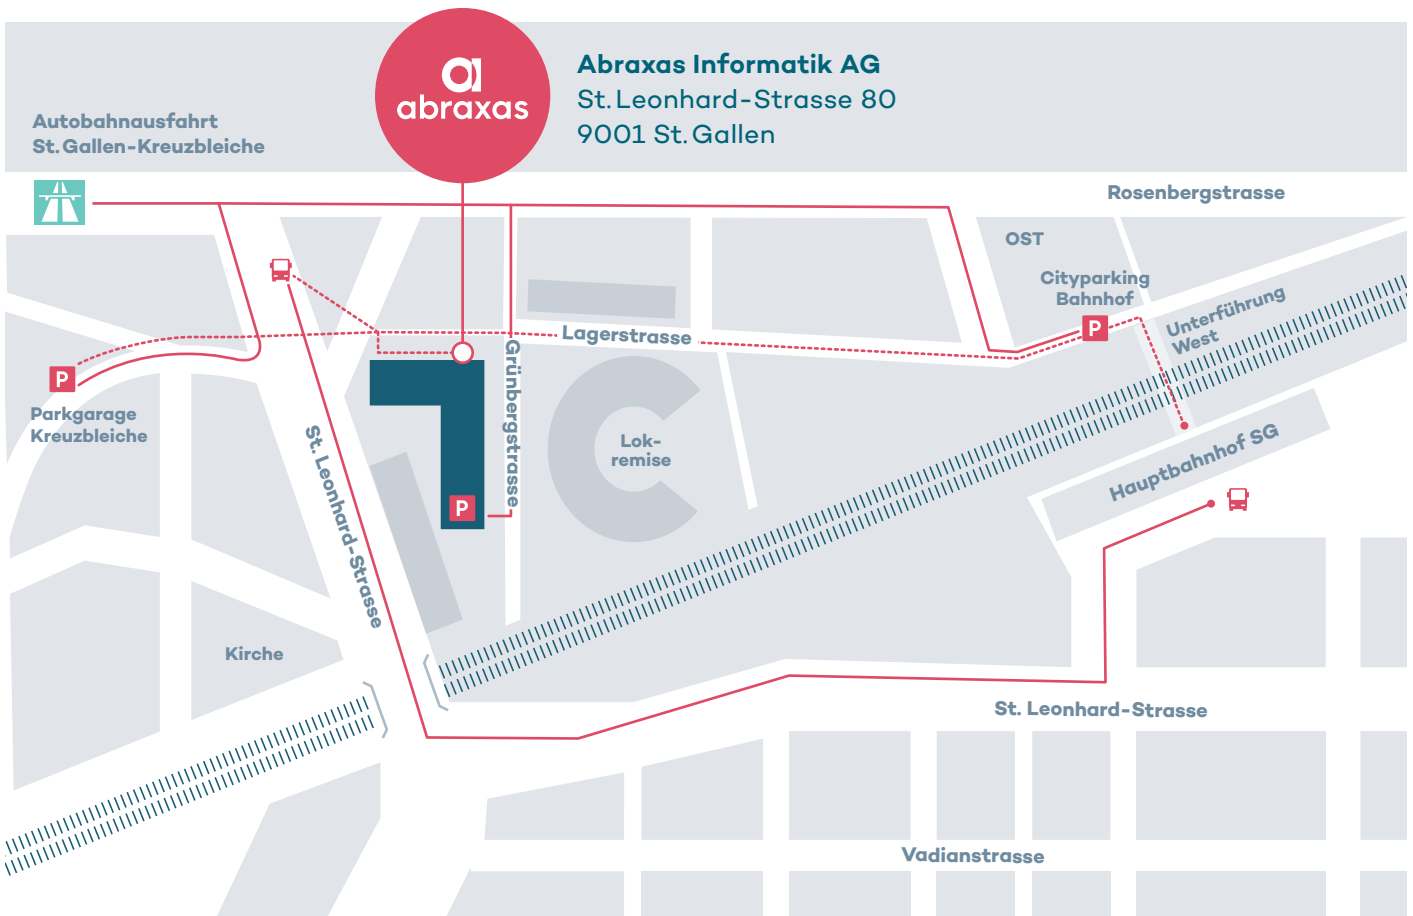 abraxas
Abraxas Informatik AG
St. Leonhard-Strasse 80
9001 St. Gallen
Autobahnausfahrt
St. Gallen-Kreuzbleiche
Rosenbergstrasse
OST
Cityparking
Bahnhof
P
Unterführung
West
Lagerstrasse
Grünbergstrasse
P
Parkgarage
Kreuzbleiche
St. Leonhard-Strasse
Lok-
remise
P
Hauptbahnhof SG
Kirche
St. Leonhard-Strasse
Vadianstrasse